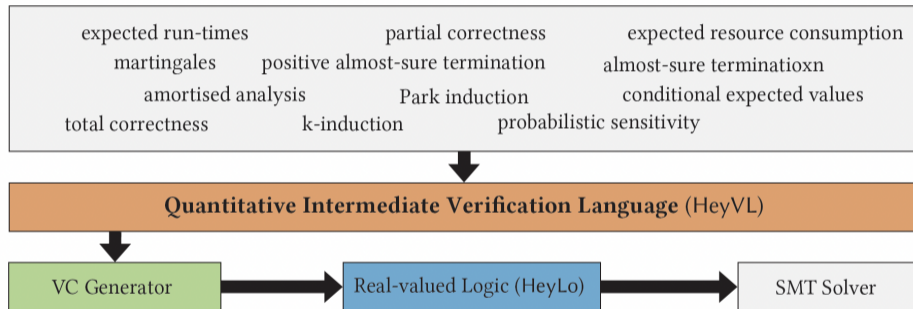 expected run-times partial correctness expected resource consumption
martingales positive almost-sure termination almost-sure terminatioxn
amortised analysis Park induction conditional expected values
total correctness k-induction probabilistic sensitivity
Quantitative Intermediate Verification Language (HeyVL)
VC Generator Real-valued Logic (HeyLo) SMT Solver